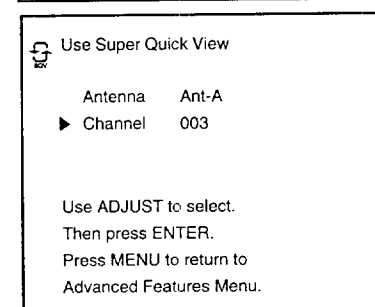 Use Super Quick View
SQV
Antenna Ant-A
▶ Channel 003
Use ADJUST to select.
Then press ENTER.
Press MENU to return to
Advanced Features Menu.